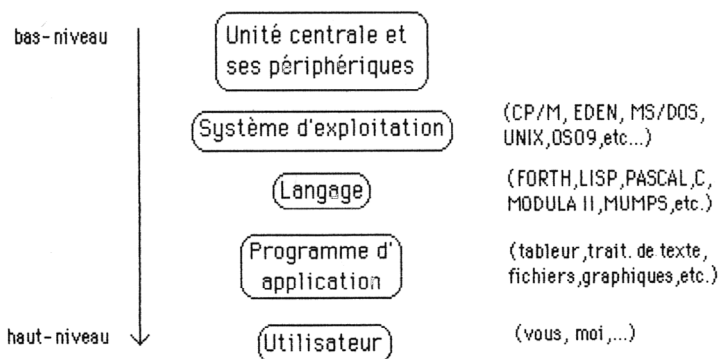 bas-niveau
Unité centrale et
ses périphériques
Système d'exploitation
(CP/M, EDEN, MS/DOS,
UNIX,OS09,etc...)
Langage
(FORTH,LISP,PASCAL,C,
MODULA II,MUMPS,etc.)
Programme d'
application
(tableur,trait. de texte,
fichiers,graphiques,etc.)
haut-niveau
Utilisateur
(vous, moi,...)